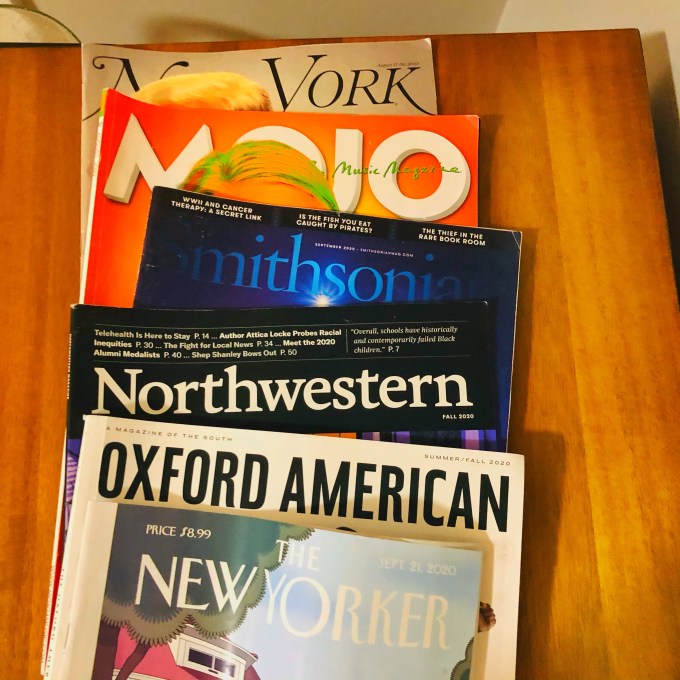 NEW YORK
MOJO
Music Magazine
WWII AND CANCER
THERAPY: A SECRET LINK
IS THE FISH YOU EAT
CAUGHT BY PIRATES?
THE THIEF IN THE
RARE BOOK ROOM
SEPTEMBER 2020 • SMITHSONIANMAG.COM
mithsonia
Telehealth Is Here to Stay P. 14 ... Author Attica Locke Probes Racial
Inequities P. 30 ... The Fight for Local News P. 34 ... Meet the 2020
Alumni Medalists P. 40 ... Shep Shanley Bows Out P. 50
"Overall, schools have historically
and contemporarily failed Black
children." P. 7
Northwestern
FALL 2020
A MAGAZINE OF THE SOUTH
SUMMER/FALL 2020
OXFORD AMERICAN
PRICE $8.99
THE
SEPT. 21, 2020
NEW YORKER